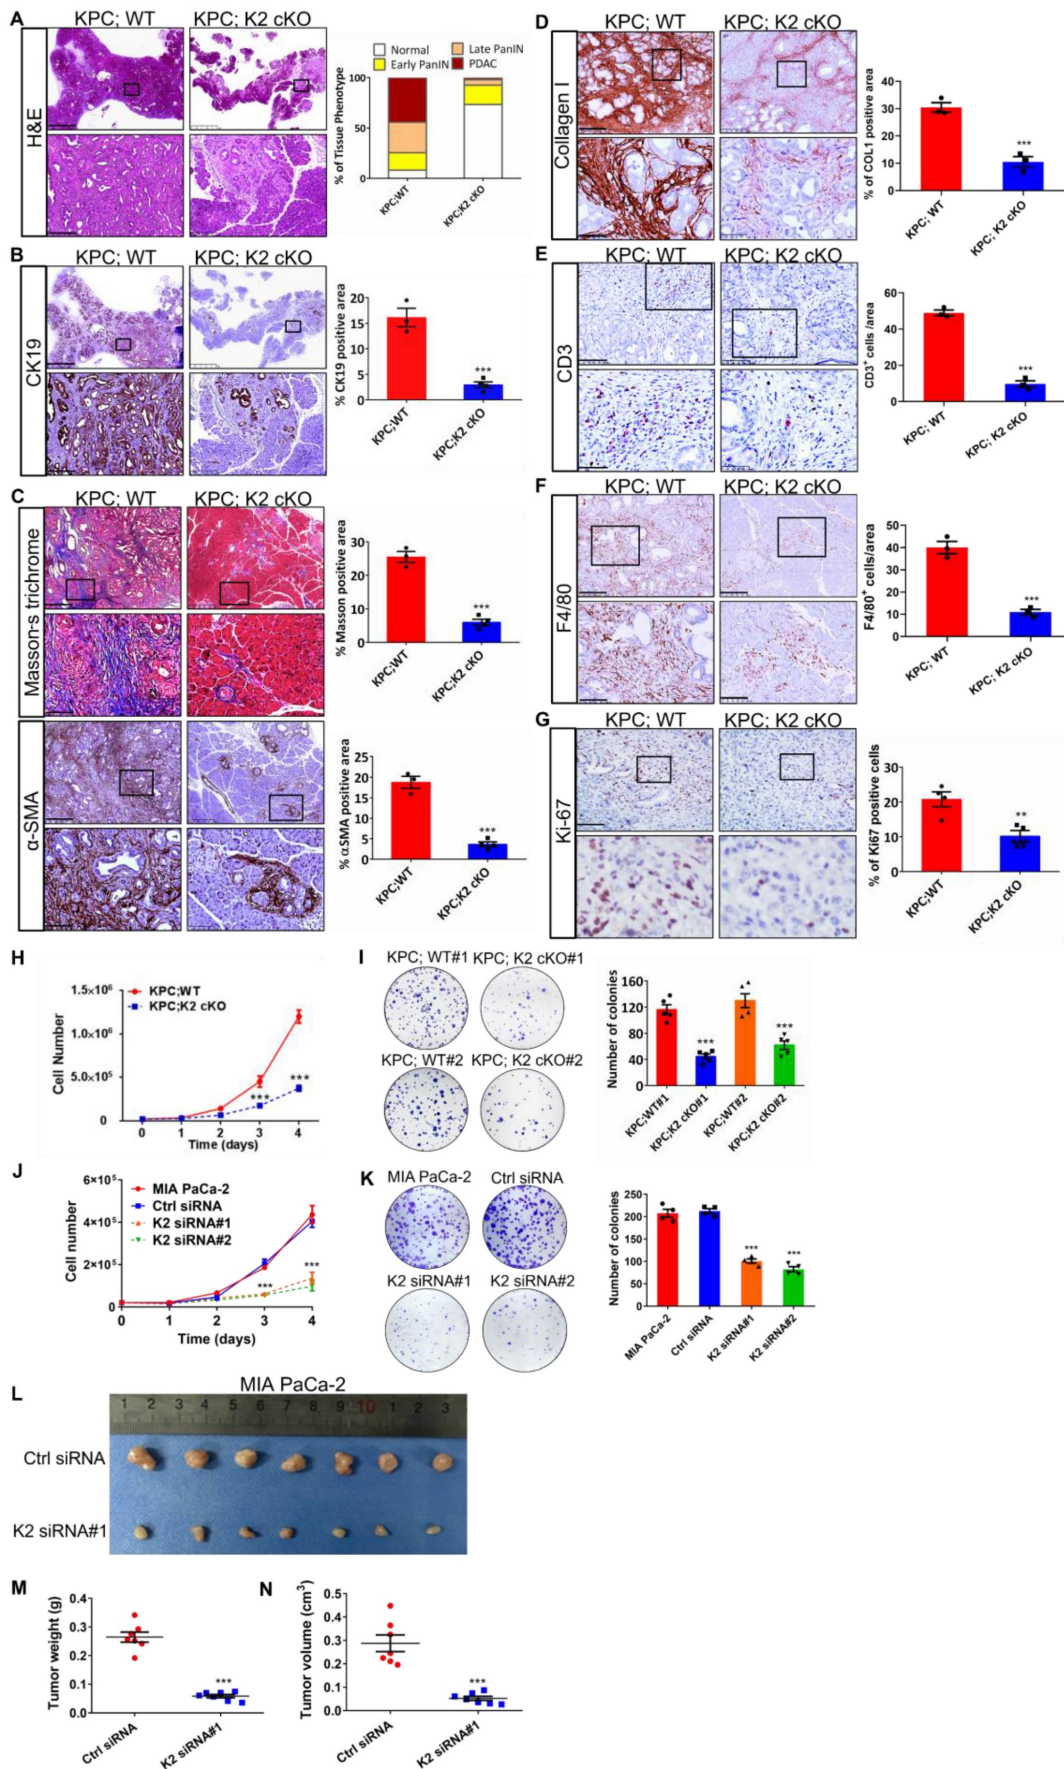 A
KPC; WT
KPC; K2 cKO
H&E
Normal
Late PanIN
Early PanIN
PDAC
% of Tissue Phenotype
100
50
0
KPC;WT
KPC;K2 cKO
B
KPC; WT
KPC; K2 cKO
CK19
% CK19 positive area
20
15
10
5
0
KPC;WT
***
KPC;K2 cKO
C
KPC; WT
KPC; K2 cKO
Masson-s trichrome
% Masson positive area
30
20
10
0
***
KPC;WT
KPC;K2 cKO
α-SMA
% αSMA positive area
25
20
15
10
5
0
***
KPC;WT
KPC;K2 cKO
D
KPC; WT
KPC; K2 cKO
Collagen I
% of COL1 positive area
40
30
20
10
0
***
KPC; WT
KPC; K2 cKO
E
KPC; WT
KPC; K2 cKO
CD3
CD3+ cells /area
60
40
20
0
***
KPC; WT
KPC; K2 cKO
F
KPC; WT
KPC; K2 cKO
F4/80
F4/80+ cells/area
50
40
30
20
10
0
***
KPC; WT
KPC; K2 cKO
G
KPC; WT
KPC; K2 cKO
Ki-67
% of Ki67 positive cells
30
20
10
0
**
KPC;WT
KPC;K2 cKO
H
Cell Number
1.5×10⁶
1.0×10⁶
5.0×10⁵
0
KPC;WT
KPC;K2 cKO
***
***
0 1 2 3 4
Time (days)
I
KPC; WT#1 KPC; K2 cKO#1
KPC; WT#2 KPC; K2 cKO#2
Number of colonies
160
120
80
40
0
***
***
KPC;WT#1
KPC;K2 cKO#1
KPC;WT#2
KPC;K2 cKO#2
J
Cell number
6×10⁵
4×10⁵
2×10⁵
0
MIA PaCa-2
Ctrl siRNA
K2 siRNA#1
K2 siRNA#2
***
***
0 1 2 3 4
Time (days)
K
MIA PaCa-2 Ctrl siRNA
K2 siRNA#1 K2 siRNA#2
Number of colonies
250
200
150
100
50
0
***
***
MIA PaCa-2
Ctrl siRNA
K2 siRNA#1
K2 siRNA#2
L
MIA PaCa-2
1 2 3 4 5 6 7 8 9 10 1 2 3
Ctrl siRNA
K2 siRNA#1
M
Tumor weight (g)
0.4
0.3
0.2
0.1
0.0
***
Ctrl siRNA
K2 siRNA#1
N
Tumor volume (cm³)
0.5
0.4
0.3
0.2
0.1
0.0
***
Ctrl siRNA
K2 siRNA#1